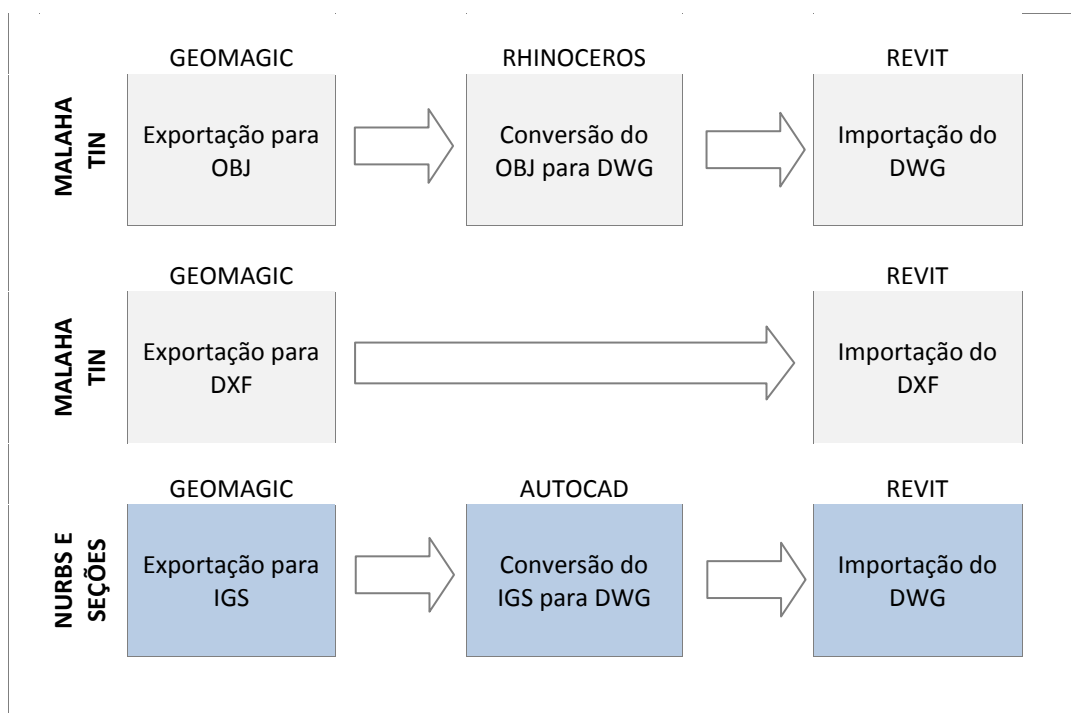 GEOMAGIC
RHINOCEROS
REVIT
MALAHA
TIN
Exportação para
OBJ
Conversão do
OBJ para DWG
Importação do
DWG
GEOMAGIC
REVIT
MALAHA
TIN
Exportação para
DXF
Importação do
DXF
GEOMAGIC
AUTOCAD
REVIT
NURBS E
SEÇÕES
Exportação para
IGS
Conversão do
IGS para DWG
Importação do
DWG